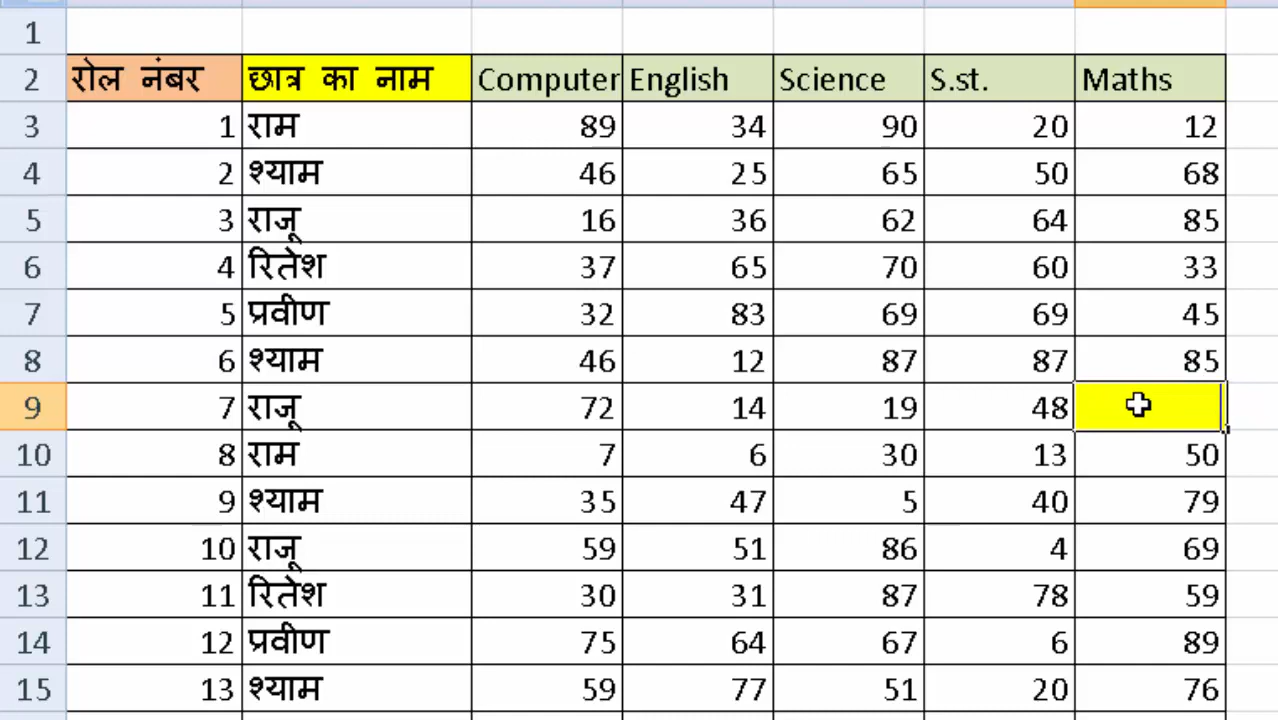 1
2 रोल नंबर छात्र का नाम Computer English Science S.st. Maths
3 1 राम 89 34 90 20 12
4 2 श्याम 46 25 65 50 68
5 3 राजू 16 36 62 64 85
6 4 रितेश 37 65 70 60 33
7 5 प्रवीण 32 83 69 69 45
8 6 श्याम 46 12 87 87 85
9 7 राजू 72 14 19 48
10 8 राम 7 6 30 13 50
11 9 श्याम 35 47 5 40 79
12 10 राजू 59 51 86 4 69
13 11 रितेश 30 31 87 78 59
14 12 प्रवीण 75 64 67 6 89
15 13 श्याम 59 77 51 20 76